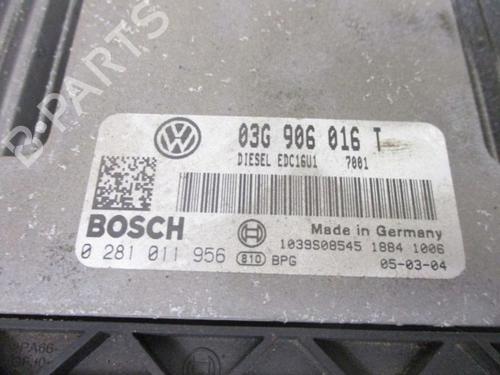 03G 906 016 T
DIESEL EDC16U1 7001
BOSCH
Made in Germany
0 281 011 956
1039S08545 1884 1006
810 BPG
05-03-04